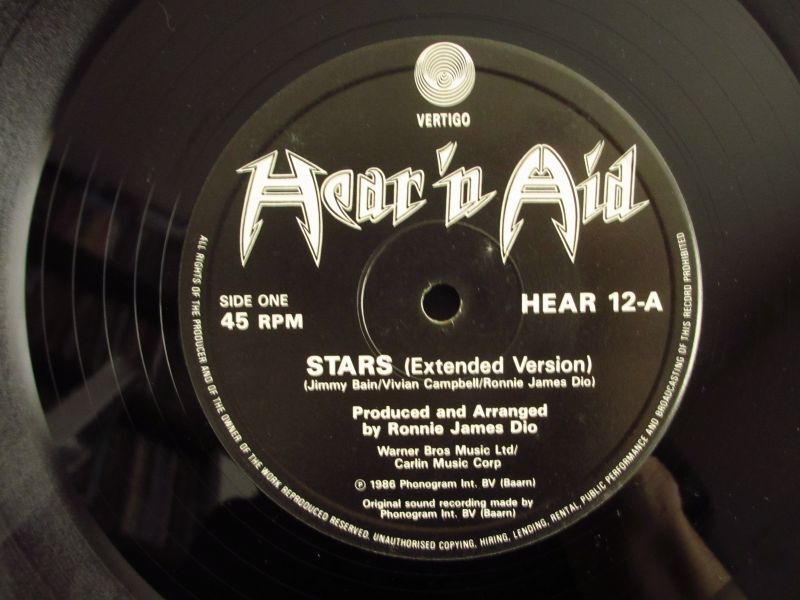 VERTIGO
Hear 'n Aid
SIDE ONE
45 RPM
HEAR 12-A
STARS (Extended Version)
(Jimmy Bain/Vivian Campbell/Ronnie James Dio)
Produced and Arranged
by Ronnie James Dio
Warner Bros Music Ltd/
Carlin Music Corp
℗ 1986 Phonogram Int. BV (Baarn)
Original sound recording made by
Phonogram Int. BV (Baarn)
ALL RIGHTS OF THE PRODUCER AND OF THE OWNER OF THE WORK REPRODUCED RESERVED. UNAUTHORISED COPYING, HIRING, LENDING, RENTAL, PUBLIC PERFORMANCE AND BROADCASTING OF THIS RECORD PROHIBITED